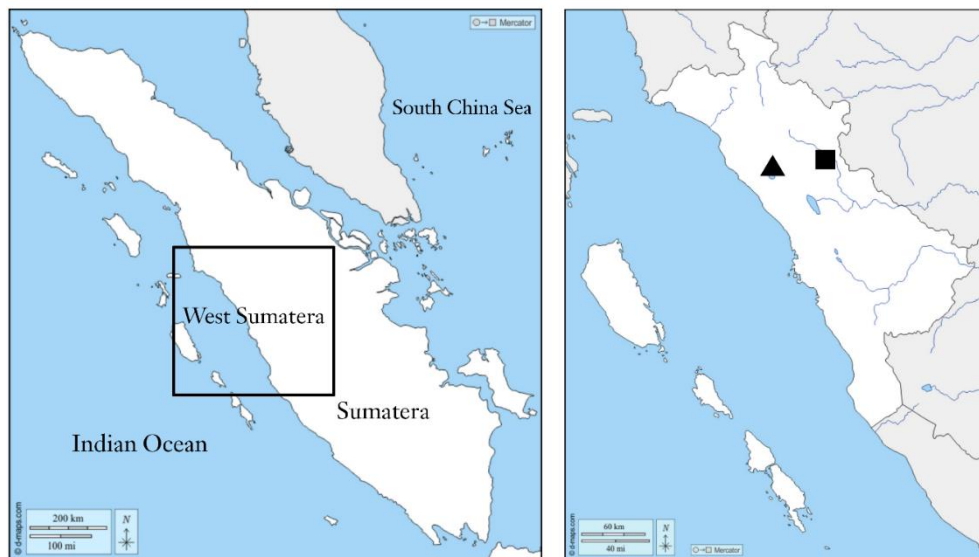 Mercator
South China Sea
West Sumatera
Sumatera
Indian Ocean
200 km
100 mi
N
© d-maps.com
60 km
40 mi
N
© d-maps.com
Mercator